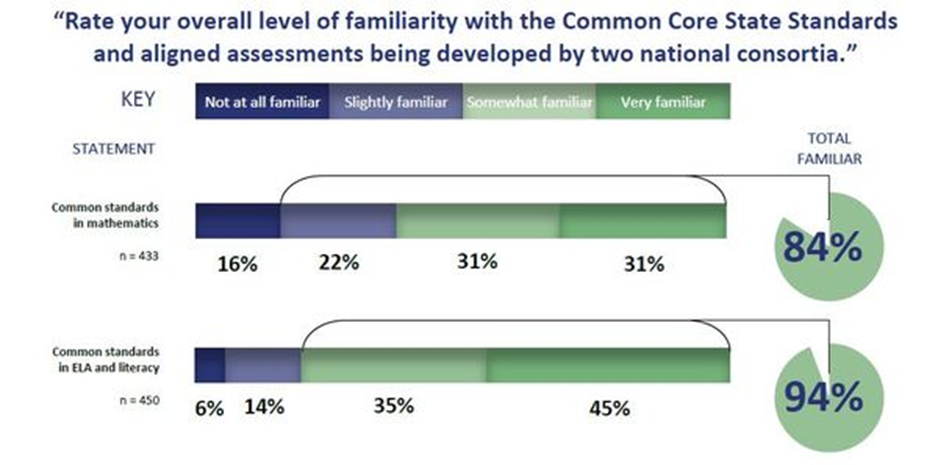 “Rate your overall level of familiarity with the Common Core State Standards
and aligned assessments being developed by two national consortia.”
KEY
Not at all familiar
Slightly familiar
Somewhat familiar
Very familiar
STATEMENT
TOTAL
FAMILIAR
Common standards
in mathematics
n = 433
16%
22%
31%
31%
84%
Common standards
in ELA and literacy
n = 450
6%
14%
35%
45%
94%